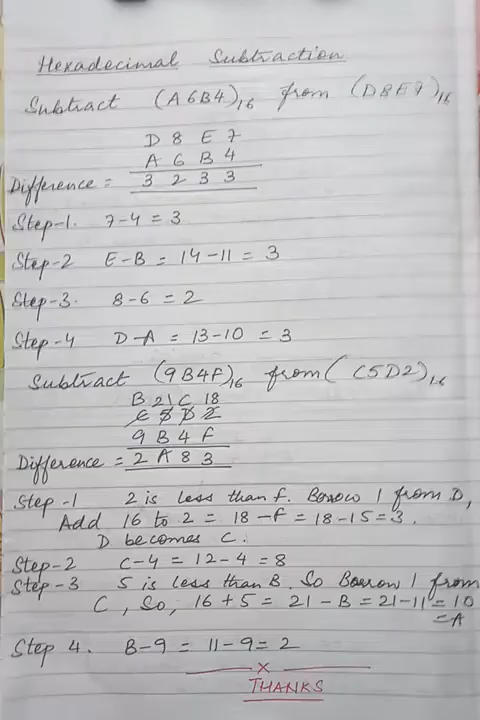 Hexadecimal Subtraction
Subtract (A6B4)16 from (D8E7)16
D 8 E 7
A 6 B 4
Difference = 3 2 3 3
Step-1. 7-4 = 3
Step-2 E-B = 14-11 = 3
Step-3. 8-6 = 2
Step-4 D-A = 13-10 = 3
Subtract (9B4F)16 from (C5D2)16
B 21 C 18
C 5 D 2
9 B 4 F
Difference = 2 A 8 3
Step-1 2 is less than f. Borrow 1 from D,
Add 16 to 2 = 18-f = 18-15=3.
D becomes C.
Step-2 C-4 = 12-4 = 8
Step-3 5 is less than B. So Borrow 1 from
C, So, 16+5 = 21-B = 21-11 = 10
=A
Step 4. B-9 = 11-9 = 2
x
THANKS